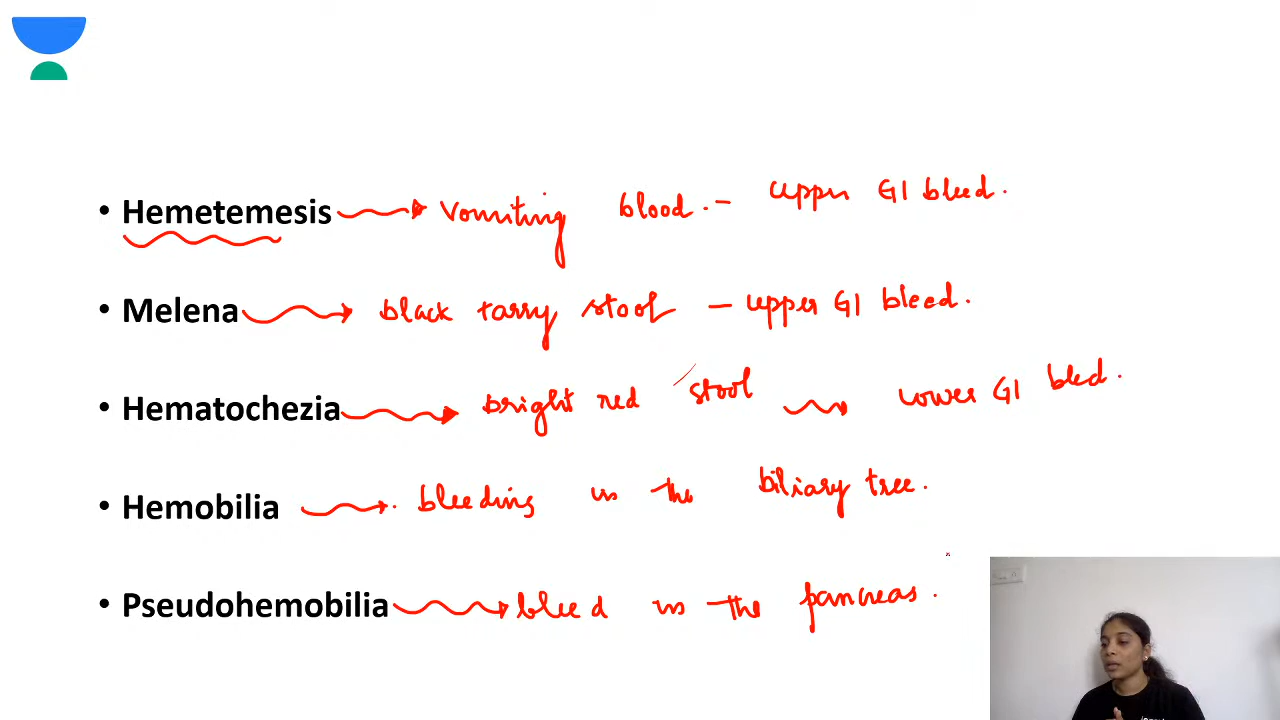 • Hemetemesis → vomiting blood. - upper GI bleed.
• Melena → black tarry stool - upper GI bleed.
• Hematochezia → bright red stool → lower GI bleed.
• Hemobilia → bleeding in the biliary tree.
• Pseudohemobilia → bleed in the pancreas.